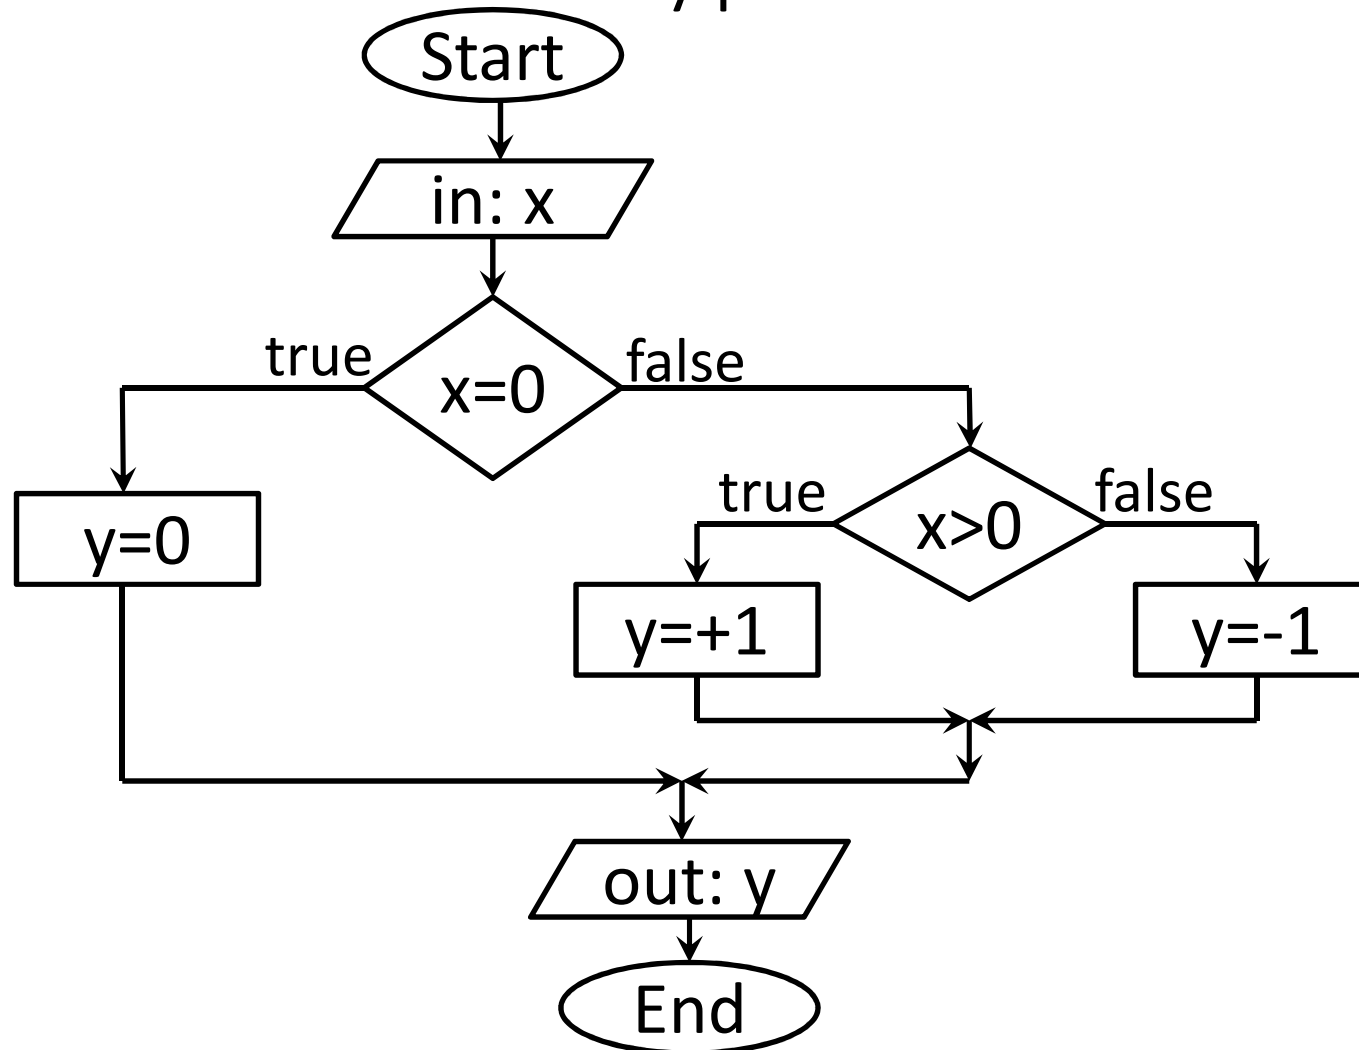 Start
in: x
true
false
x=0
true
false
x>0
y=0
y=+1
y=-1
out: y
End